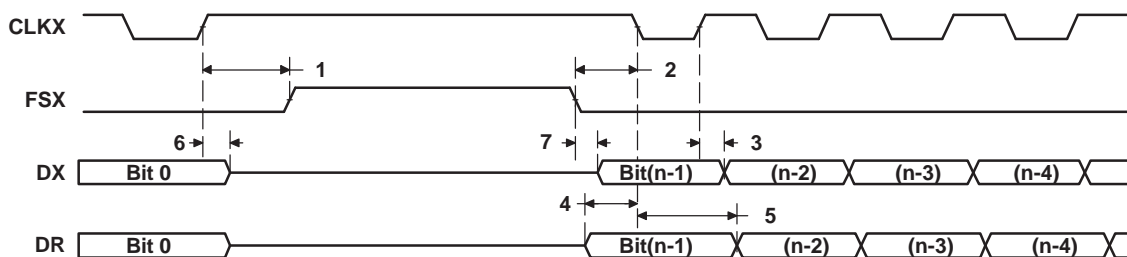 CLKX
1 2
FSX
6 7 3
DX Bit 0 Bit(n-1) (n-2) (n-3) (n-4)
4 5
DR Bit 0 Bit(n-1) (n-2) (n-3) (n-4)